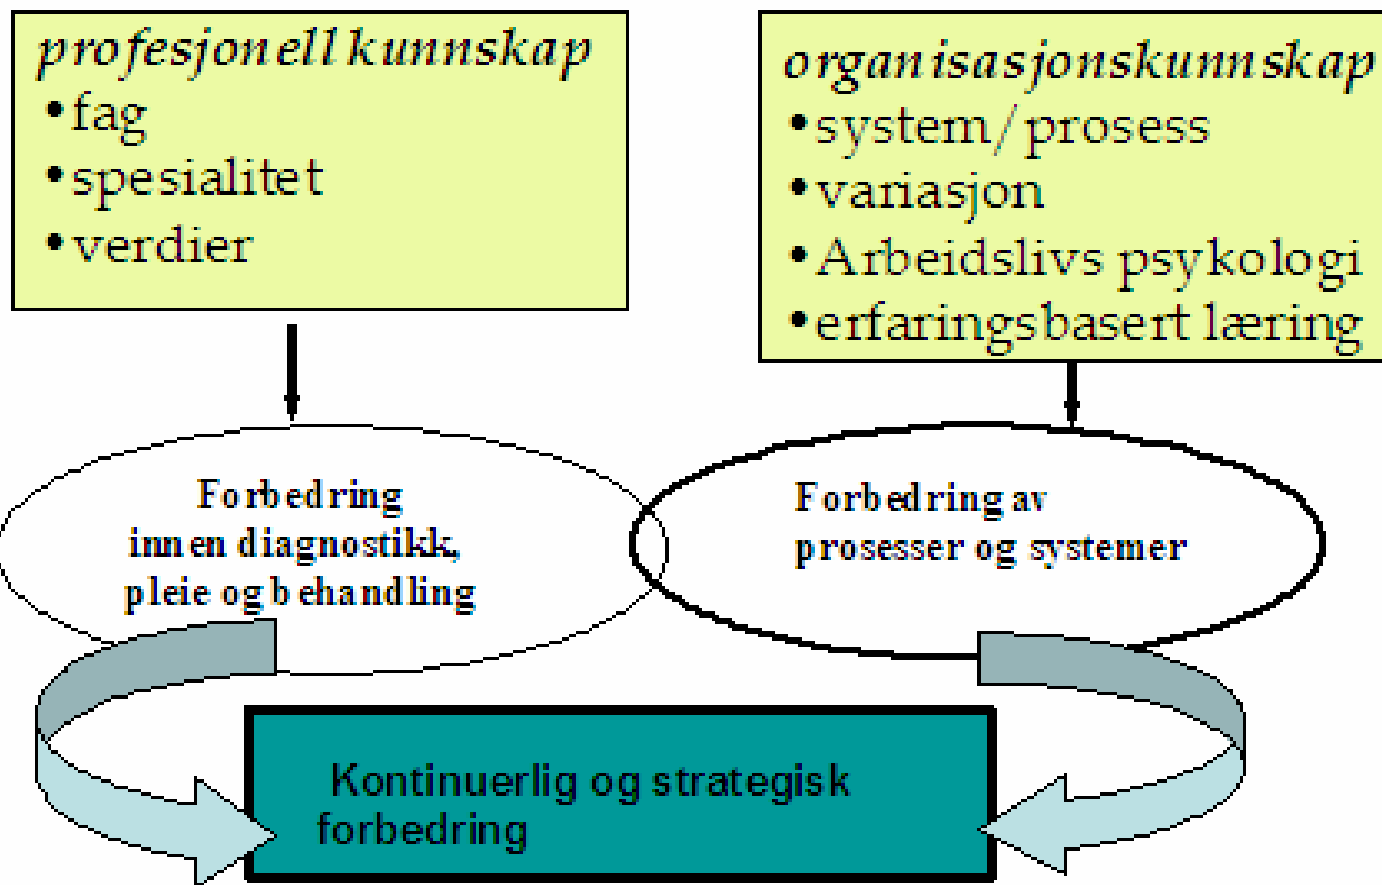 profesjonell kunnskap
•fag
•spesialitet
•verdier
organisasjonskunnskap
•system/prosess
•variasjon
•Arbeidslivs psykologi
•erfaringsbasert læring
Forbedring
innen diagnostikk,
pleie og behandling
Forbedring av
prosesser og systemer
Kontinuerlig og strategisk
forbedring